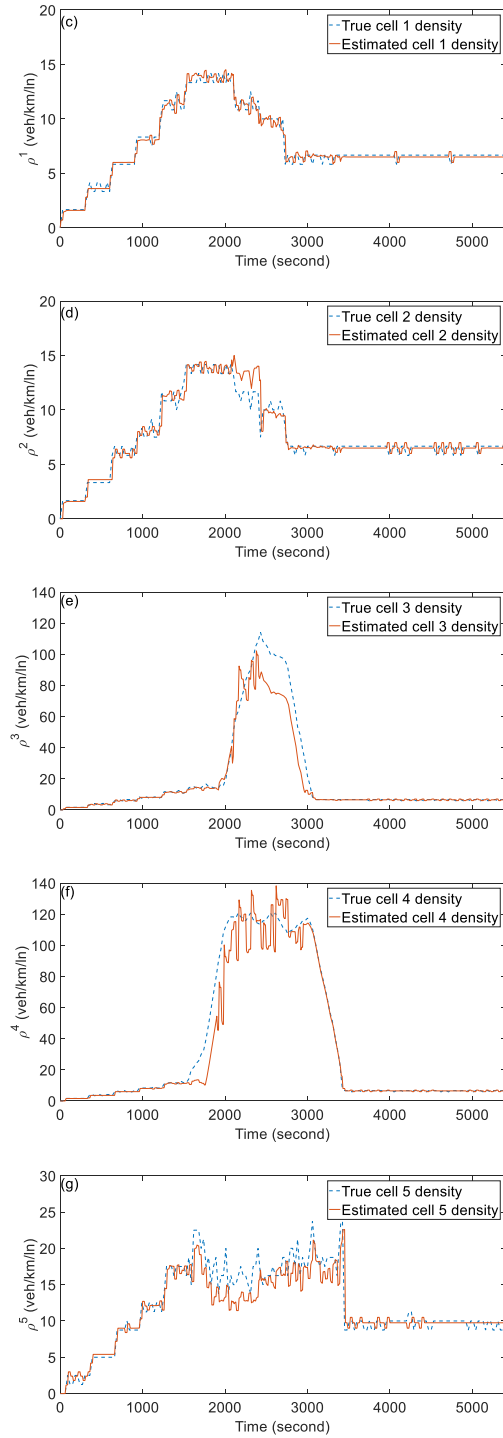 (c)
True cell 1 density
Estimated cell 1 density
20
15
10
5
0
ρ¹ (veh/km/ln)
0 1000 2000 3000 4000 5000
Time (second)
(d)
True cell 2 density
Estimated cell 2 density
20
15
10
5
0
ρ² (veh/km/ln)
0 1000 2000 3000 4000 5000
Time (second)
(e)
True cell 3 density
Estimated cell 3 density
140
120
100
80
60
40
20
0
ρ³ (veh/km/ln)
0 1000 2000 3000 4000 5000
Time (second)
(f)
True cell 4 density
Estimated cell 4 density
140
120
100
80
60
40
20
0
ρ⁴ (veh/km/ln)
0 1000 2000 3000 4000 5000
Time (second)
(g)
True cell 5 density
Estimated cell 5 density
30
25
20
15
10
5
0
ρ⁵ (veh/km/ln)
0 1000 2000 3000 4000 5000
Time (second)